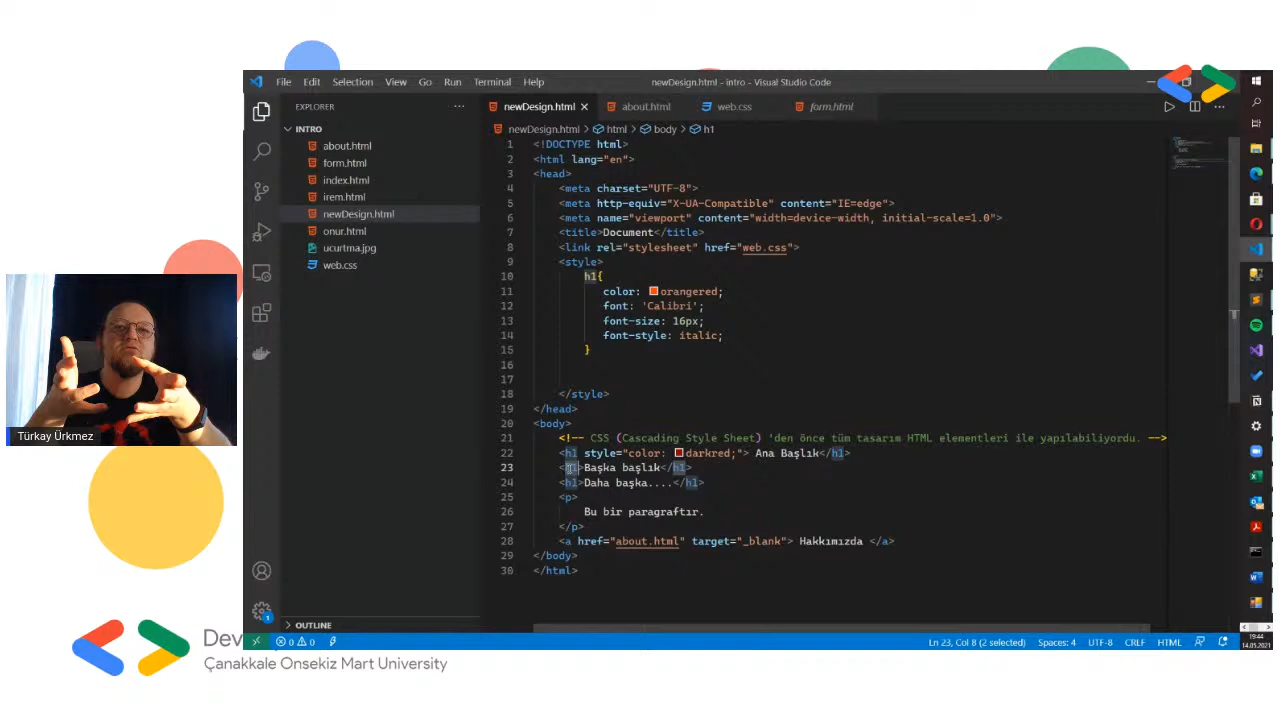 File Edit Selection View Go Run Terminal Help
newDesign.html - intro - Visual Studio Code
EXPLORER
INTRO
about.html
form.html
index.html
irem.html
newDesign.html
onur.html
ucurtma.jpg
web.css
OUTLINE
newDesign.html about.html web.css form.html
newDesign.html > html > body > h1
1 <!DOCTYPE html>
2 <html lang="en">
3 <head>
4 <meta charset="UTF-8">
5 <meta http-equiv="X-UA-Compatible" content="IE=edge">
6 <meta name="viewport" content="width=device-width, initial-scale=1.0">
7 <title>Document</title>
8 <link rel="stylesheet" href="web.css">
9 <style>
10 h1{
11 color: orangered;
12 font: 'Calibri';
13 font-size: 16px;
14 font-style: italic;
15 }
16
17
18 </style>
19 </head>
20 <body>
21 <!-- CSS (Cascading Style Sheet) 'den önce tüm tasarım HTML elementleri ile yapılabiliyordu. -->
22 <h1 style="color: darkred;"> Ana Başlık</h1>
23 <h1>Başka başlık</h1>
24 <h1>Daha başka....</h1>
25 <p>
26 Bu bir paragraftır.
27 </p>
28 <a href="about.html" target="_blank"> Hakkımızda </a>
29 </body>
30 </html>
0 0
Ln 23, Col 8 (2 selected) Spaces: 4 UTF-8 CRLF HTML
19:44
14.05.2021
Türkay Ürkmez
Dev
Çanakkale Onsekiz Mart University